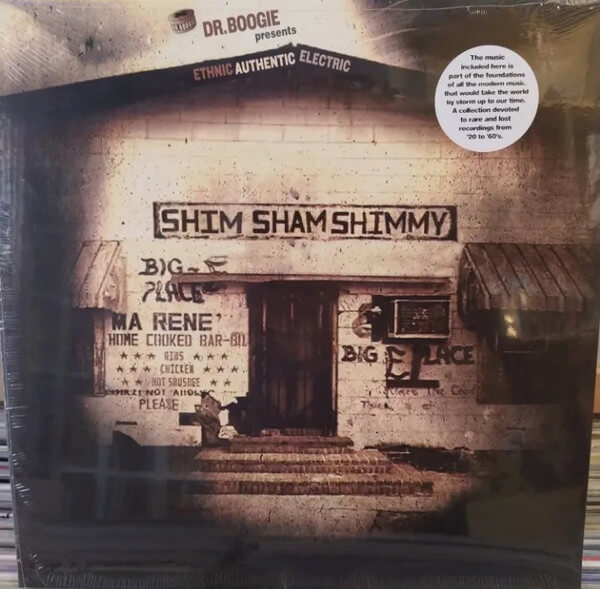 DR.BOOGIE
presents
ETHNIC AUTHENTIC ELECTRIC
The music
included here is
part of the foundations
of all the modern music.
that would take the world
by storm up to our time.
A collection devoted
to rare and lost
recordings from
'20 to '60's.
SHIM SHAM SHIMMY
BIG E
PLACE
MA RENE'
HOME COOKED BAR-BQ
RIBS
CHICKEN
HOT SOUSDGE
PLEASE
BIG E LACE